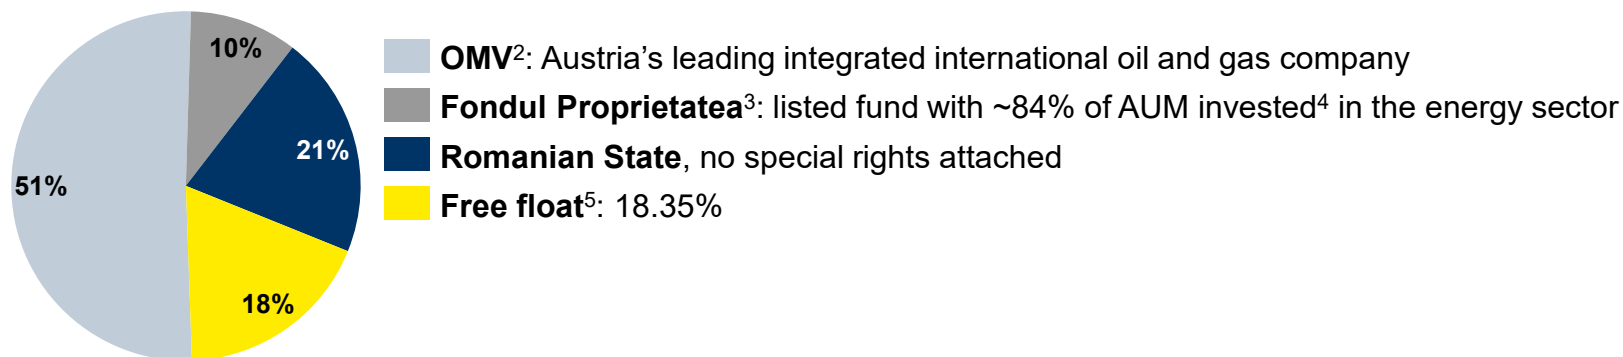 10%
21%
51%
18%
OMV²: Austria’s leading integrated international oil and gas company
Fondul Proprietatea³: listed fund with ~84% of AUM invested⁴ in the energy sector
Romanian State, no special rights attached
Free float⁵: 18.35%